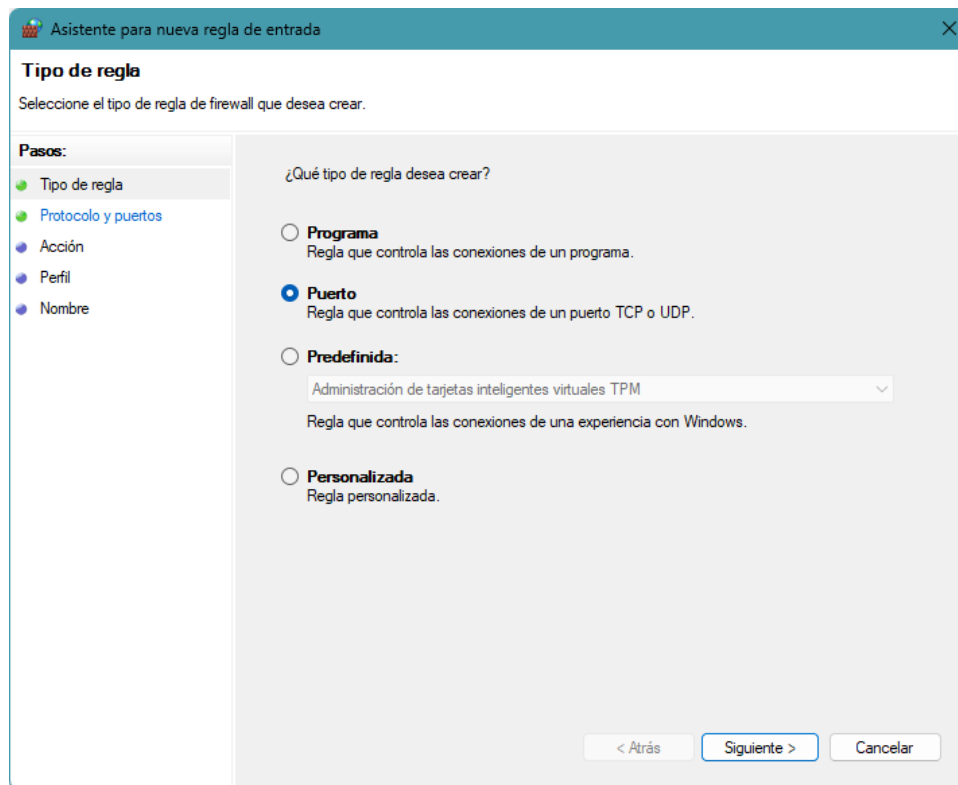 Asistente para nueva regla de entrada
Tipo de regla
Seleccione el tipo de regla de firewall que desea crear.
Pasos:
Tipo de regla
Protocolo y puertos
Acción
Perfil
Nombre
¿Qué tipo de regla desea crear?
Programa
Regla que controla las conexiones de un programa.
Puerto
Regla que controla las conexiones de un puerto TCP o UDP.
Predefinida:
Administración de tarjetas inteligentes virtuales TPM
Regla que controla las conexiones de una experiencia con Windows.
Personalizada
Regla personalizada.
< Atrás
Siguiente >
Cancelar